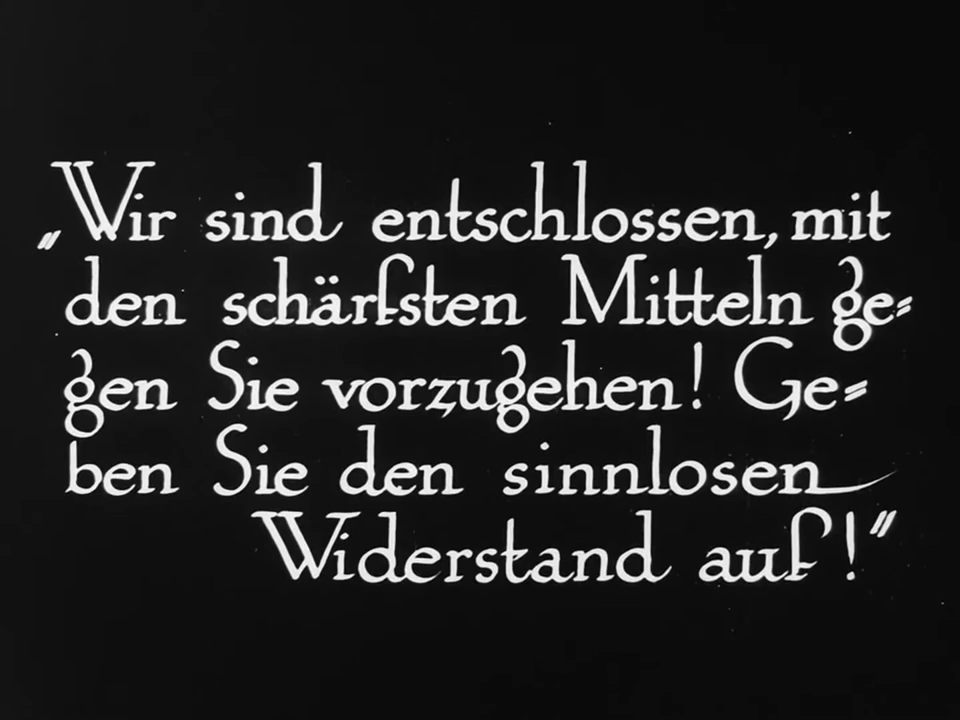 „Wir sind entschlossen, mit
den schärfsten Mitteln ge=
gen Sie vorzugehen! Ge=
ben Sie den sinnlosen
Widerstand auf!"